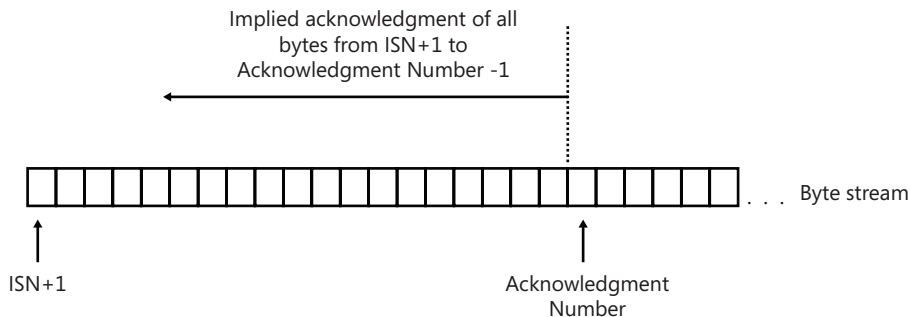 Implied acknowledgment of all
bytes from ISN+1 to
Acknowledgment Number -1
. . . Byte stream
ISN+1
Acknowledgment
Number